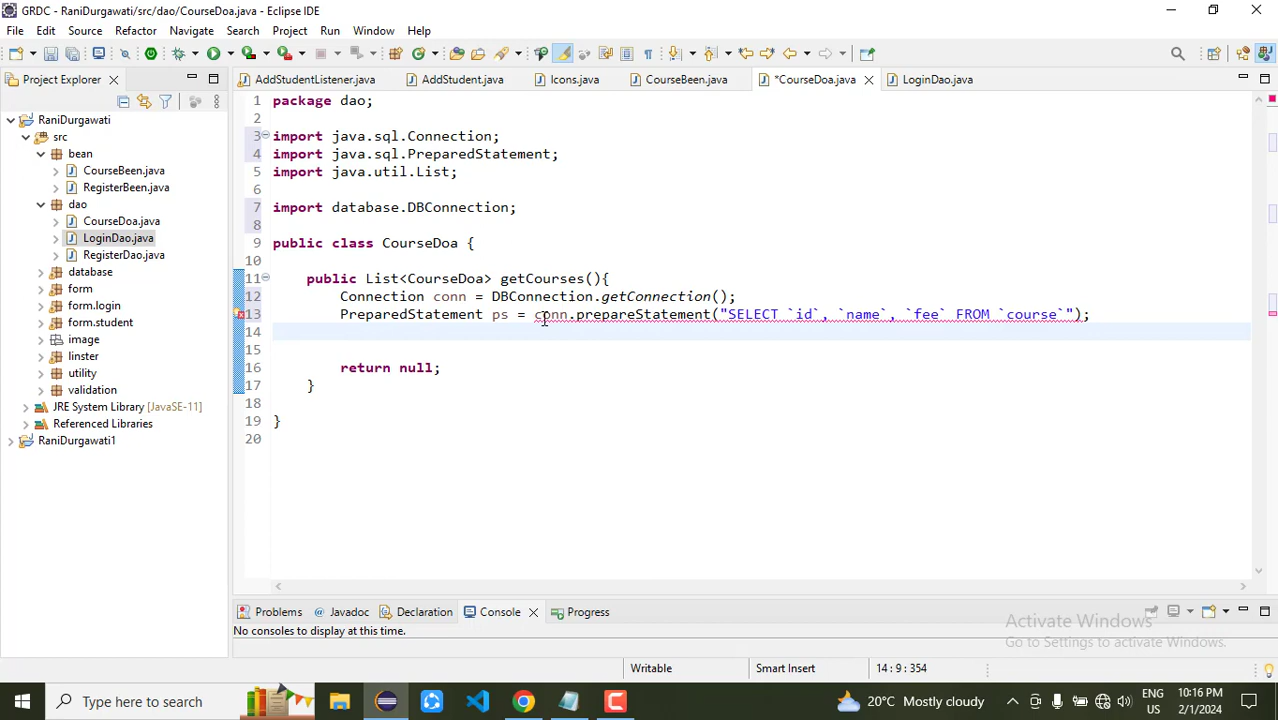 GRDC - RaniDurgawati/src/dao/CourseDoa.java - Eclipse IDE
File Edit Source Refactor Navigate Search Project Run Window Help
Project Explorer
AddStudentListener.java AddStudent.java Icons.java CourseBeen.java *CourseDoa.java LoginDao.java
RaniDurgawati
src
bean
CourseBeen.java
RegisterBeen.java
dao
CourseDoa.java
LoginDao.java
RegisterDao.java
database
form
form.login
form.student
image
linster
utility
validation
JRE System Library [JavaSE-11]
Referenced Libraries
RaniDurgawati1
1 package dao;
2
3 import java.sql.Connection;
4 import java.sql.PreparedStatement;
5 import java.util.List;
6
7 import database.DBConnection;
8
9 public class CourseDoa {
10
11 public List<CourseDoa> getCourses(){
12 Connection conn = DBConnection.getConnection();
13 PreparedStatement ps = conn.prepareStatement("SELECT `id`, `name`, `fee` FROM `course`");
14
15
16 return null;
17 }
18
19 }
20
Problems Javadoc Declaration Console Progress
No consoles to display at this time.
Activate Windows
Go to Settings to activate Windows.
Writable Smart Insert 14 : 9 : 354
Type here to search
20°C Mostly cloudy
ENG
US
10:16 PM
2/1/2024